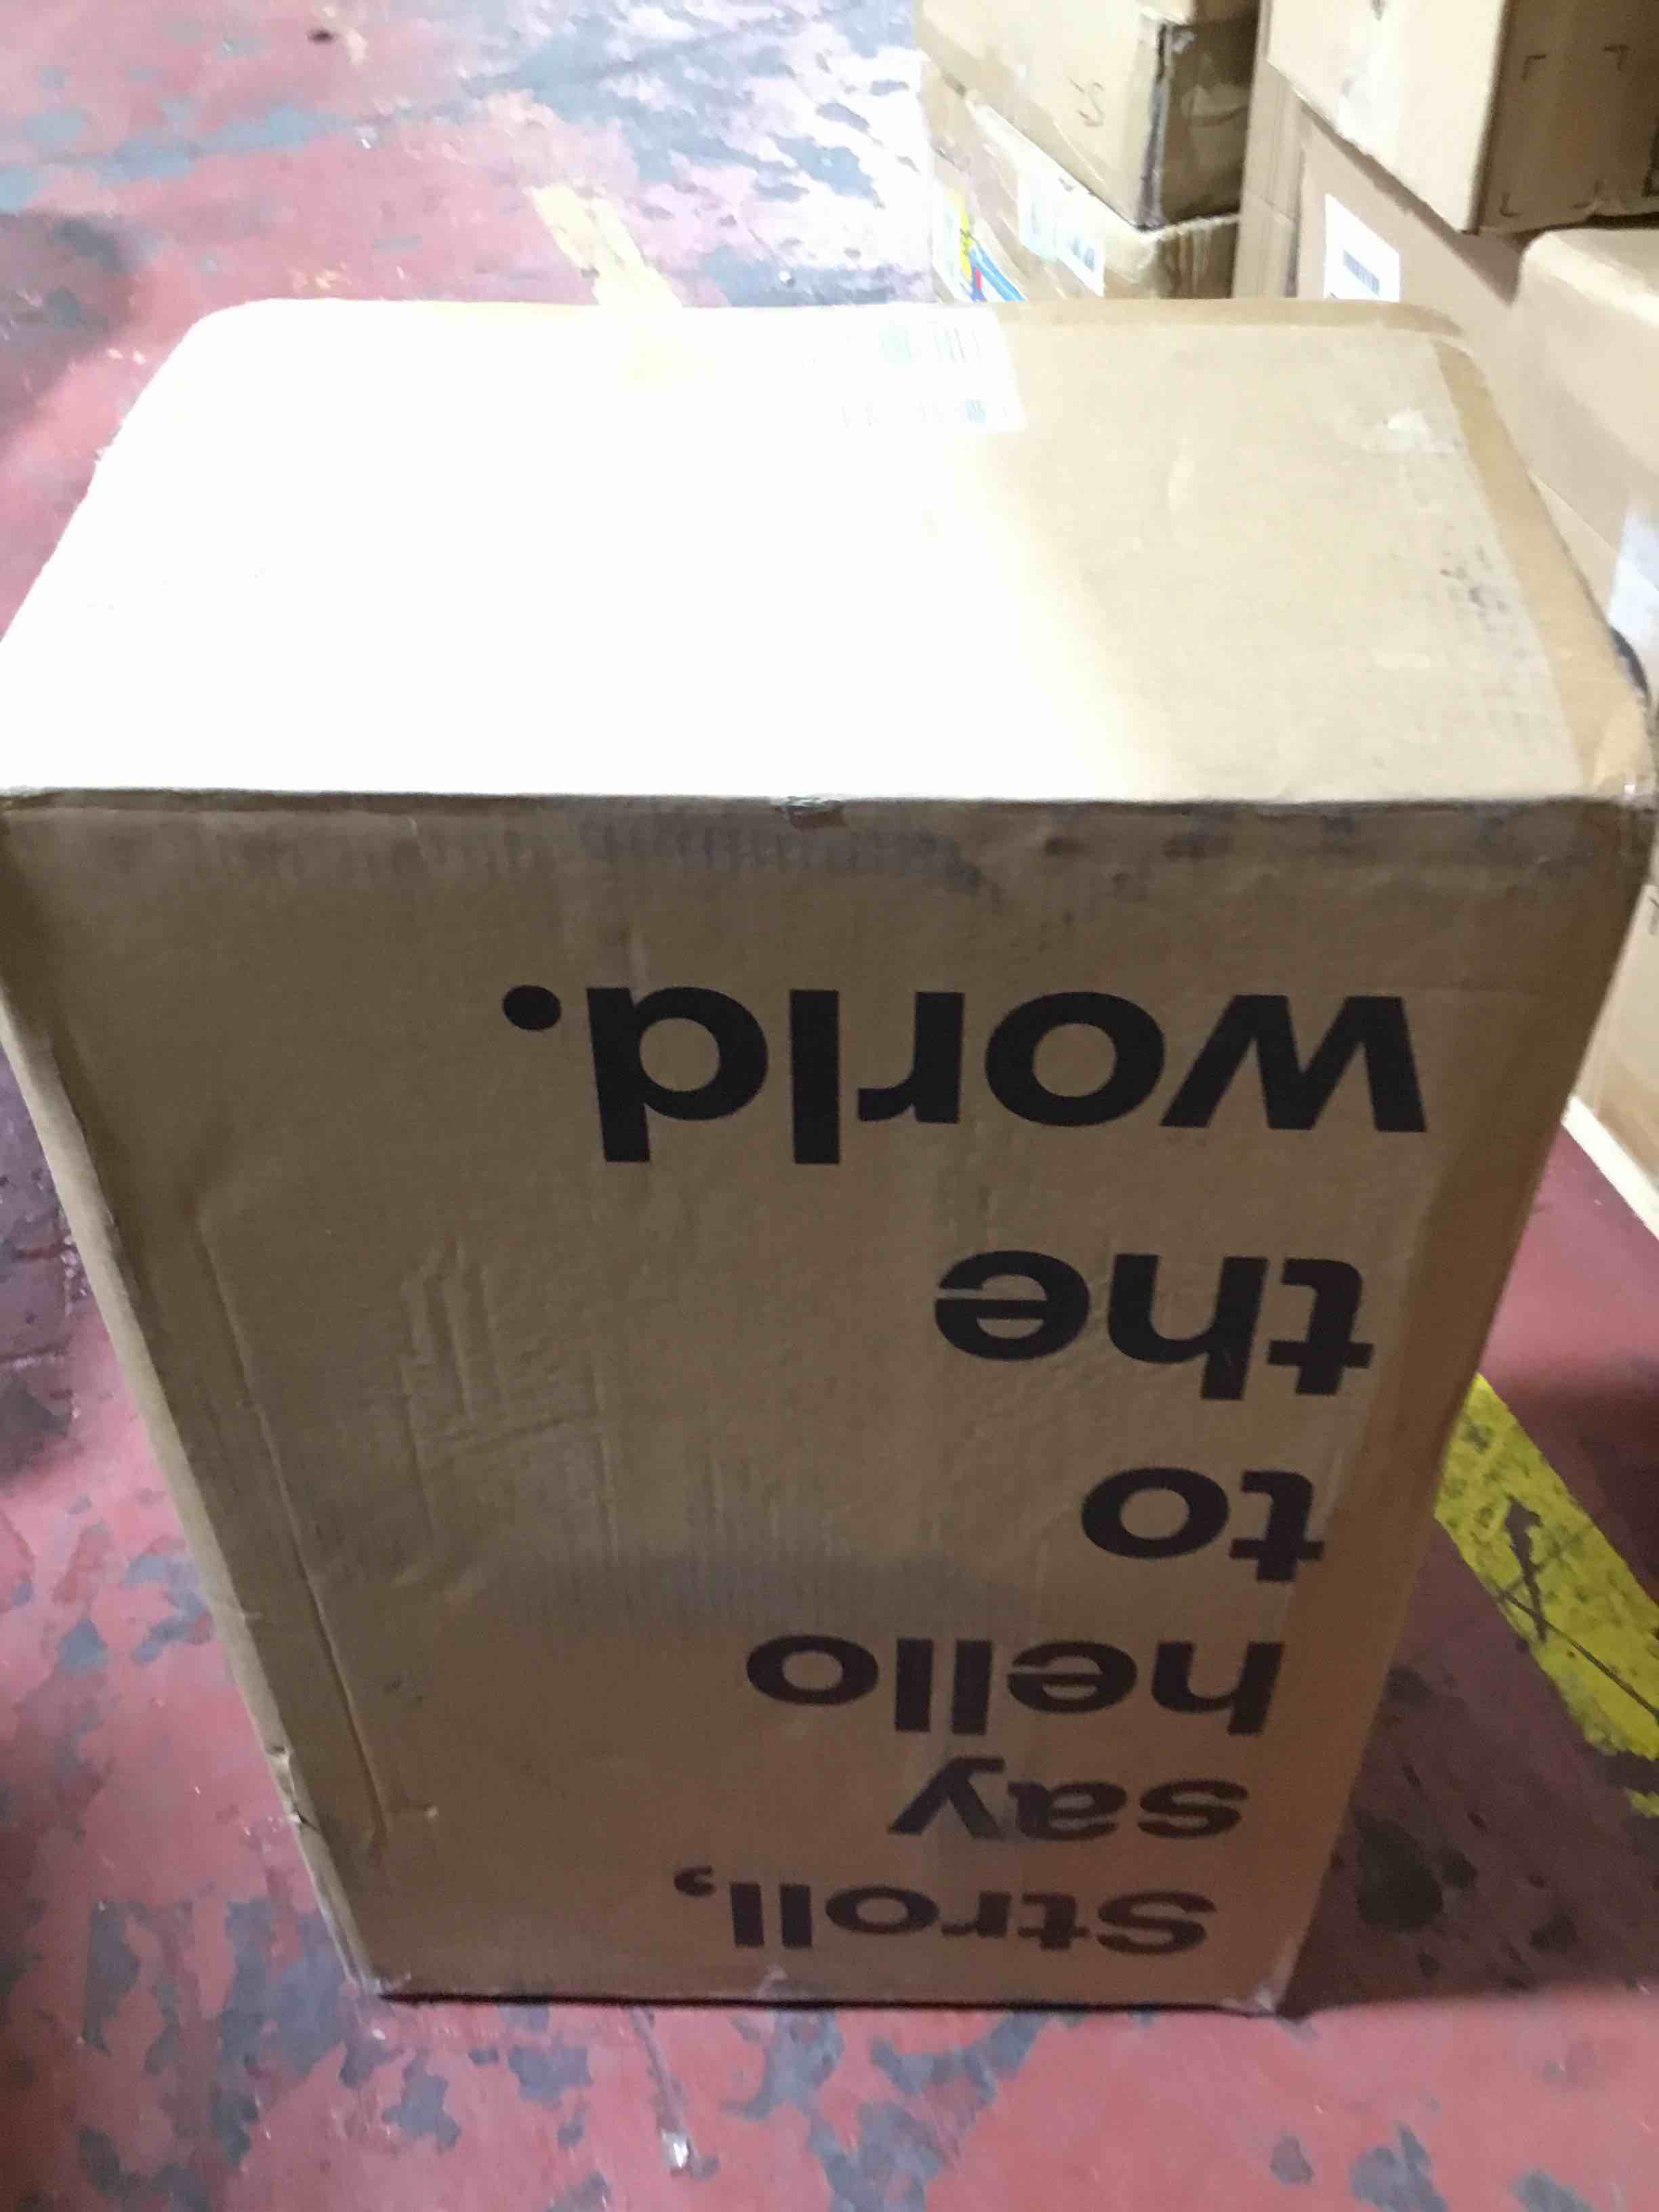 Stroll,
say
hello
to
the
world.